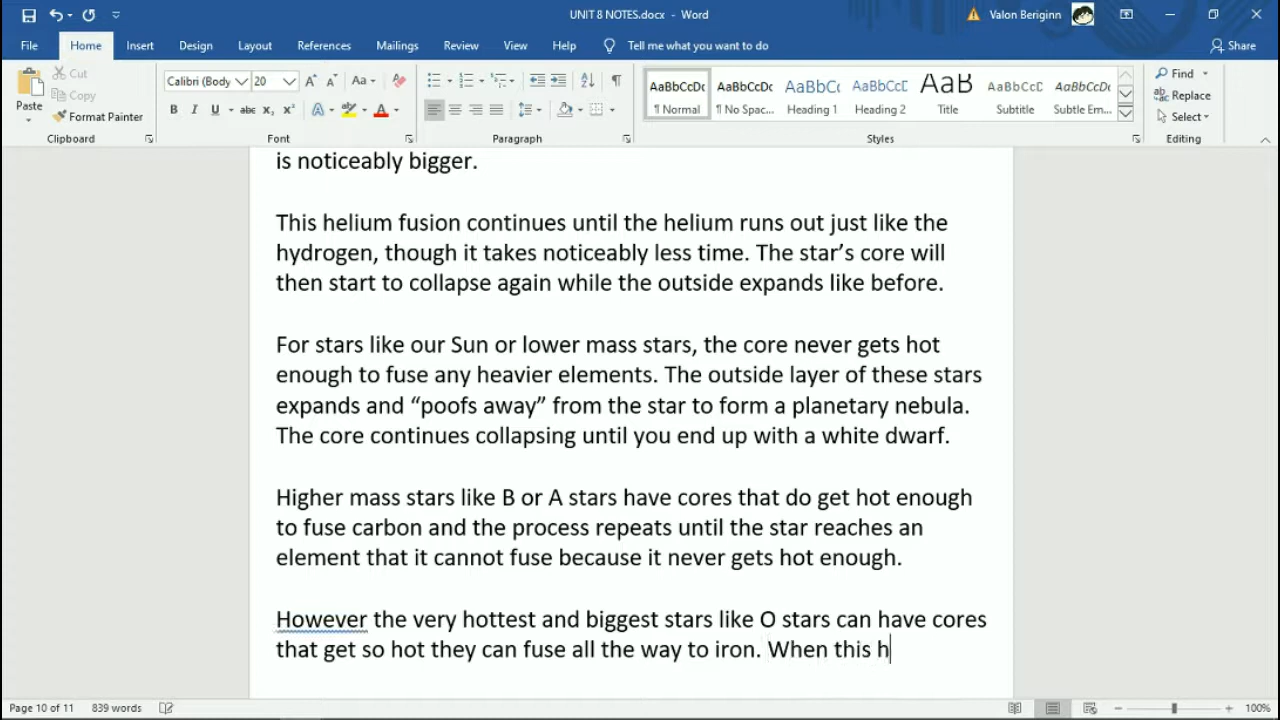 UNIT 8 NOTES.docx - Word
Valon Beriginn
File Home Insert Design Layout References Mailings Review View Help Tell me what you want to do Share
Paste
Cut
Copy
Format Painter
Clipboard
Calibri (Body 20
Aa
B I U abc x₂ x²
Font
Paragraph
AaBbCcDc AaBbCcDc AaBbCc AaBbCcD AaB AaBbCcD AaBbCcDc
¶ Normal ¶ No Spac... Heading 1 Heading 2 Title Subtitle Subtle Em...
Styles
Find
Replace
Select
Editing
is noticeably bigger.
This helium fusion continues until the helium runs out just like the
hydrogen, though it takes noticeably less time. The star’s core will
then start to collapse again while the outside expands like before.
For stars like our Sun or lower mass stars, the core never gets hot
enough to fuse any heavier elements. The outside layer of these stars
expands and “poofs away” from the star to form a planetary nebula.
The core continues collapsing until you end up with a white dwarf.
Higher mass stars like B or A stars have cores that do get hot enough
to fuse carbon and the process repeats until the star reaches an
element that it cannot fuse because it never gets hot enough.
However the very hottest and biggest stars like O stars can have cores
that get so hot they can fuse all the way to iron. When this h
Page 10 of 11 839 words 100%